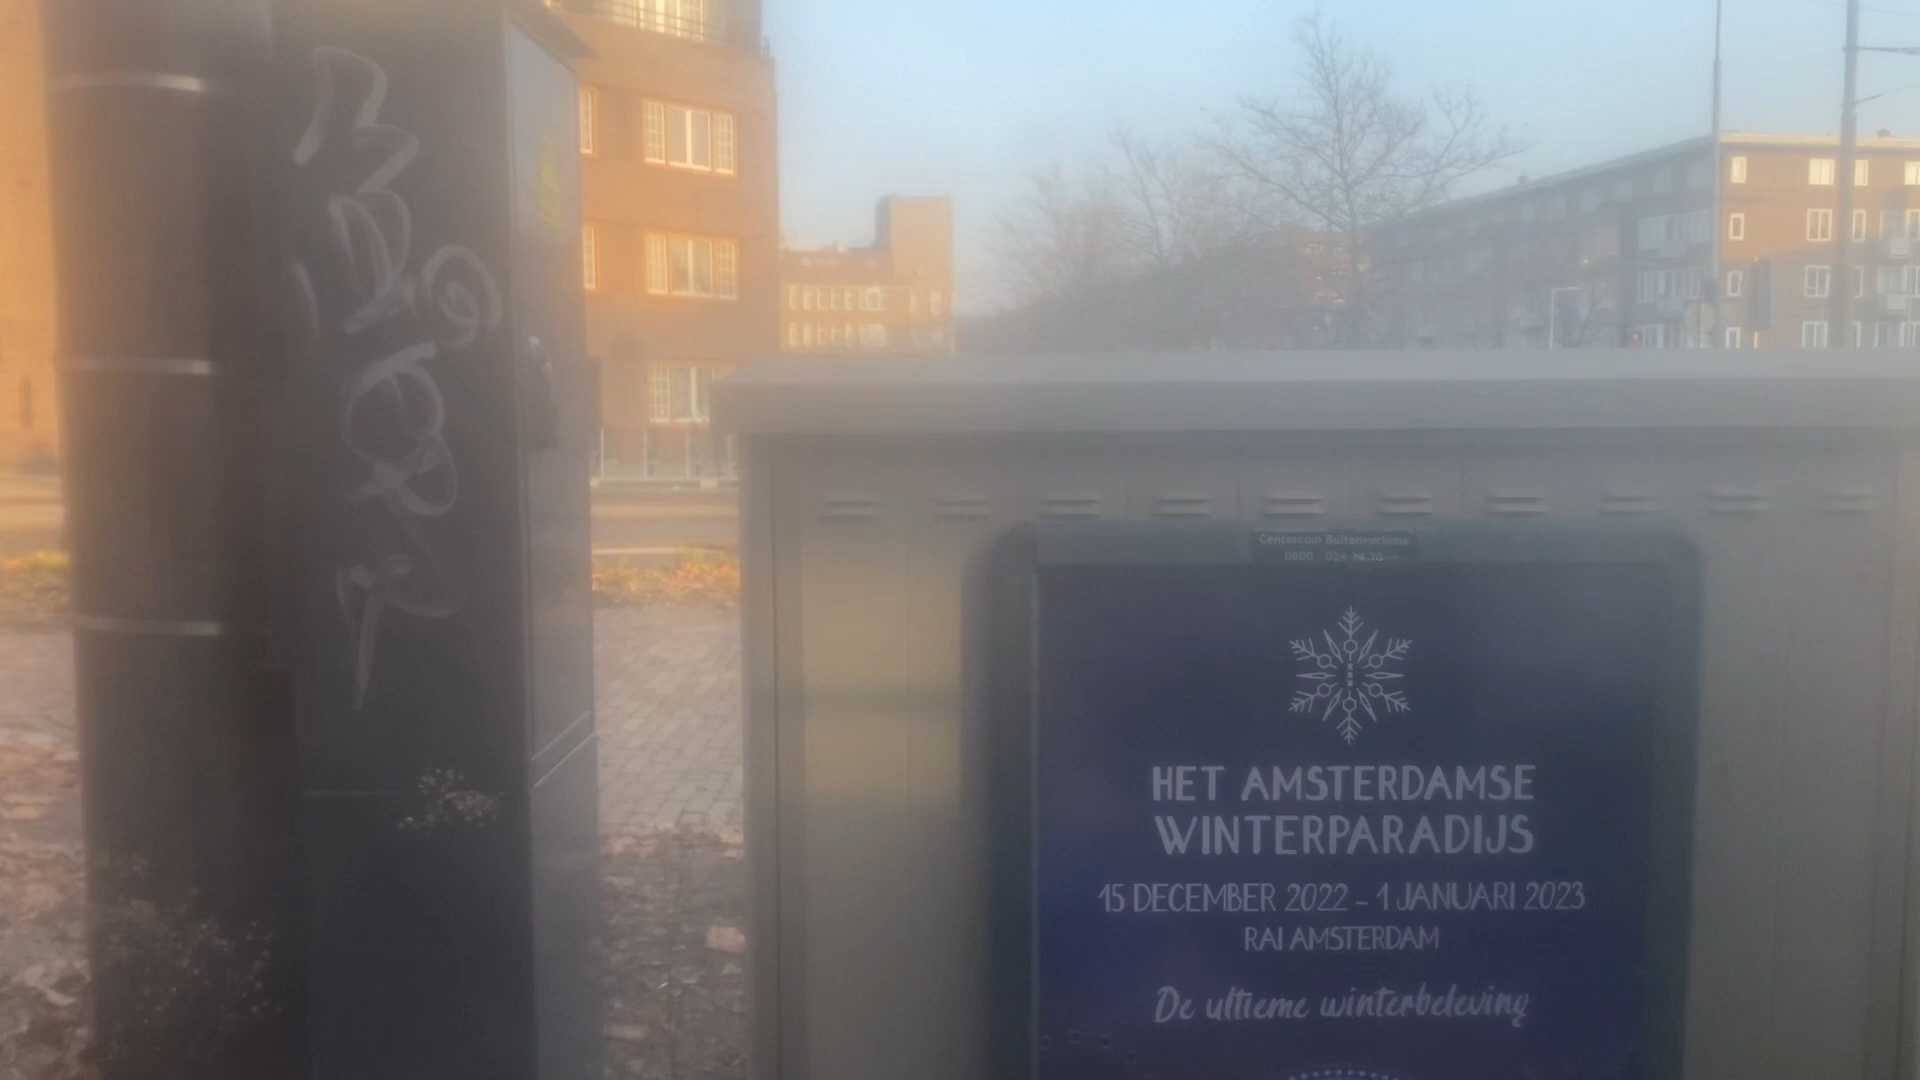 Centercom Buitenreclame
HET AMSTERDAMSE
WINTERPARADIJS
15 DECEMBER 2022 - 1 JANUARI 2023
RAI AMSTERDAM
De ultieme winterbeleving